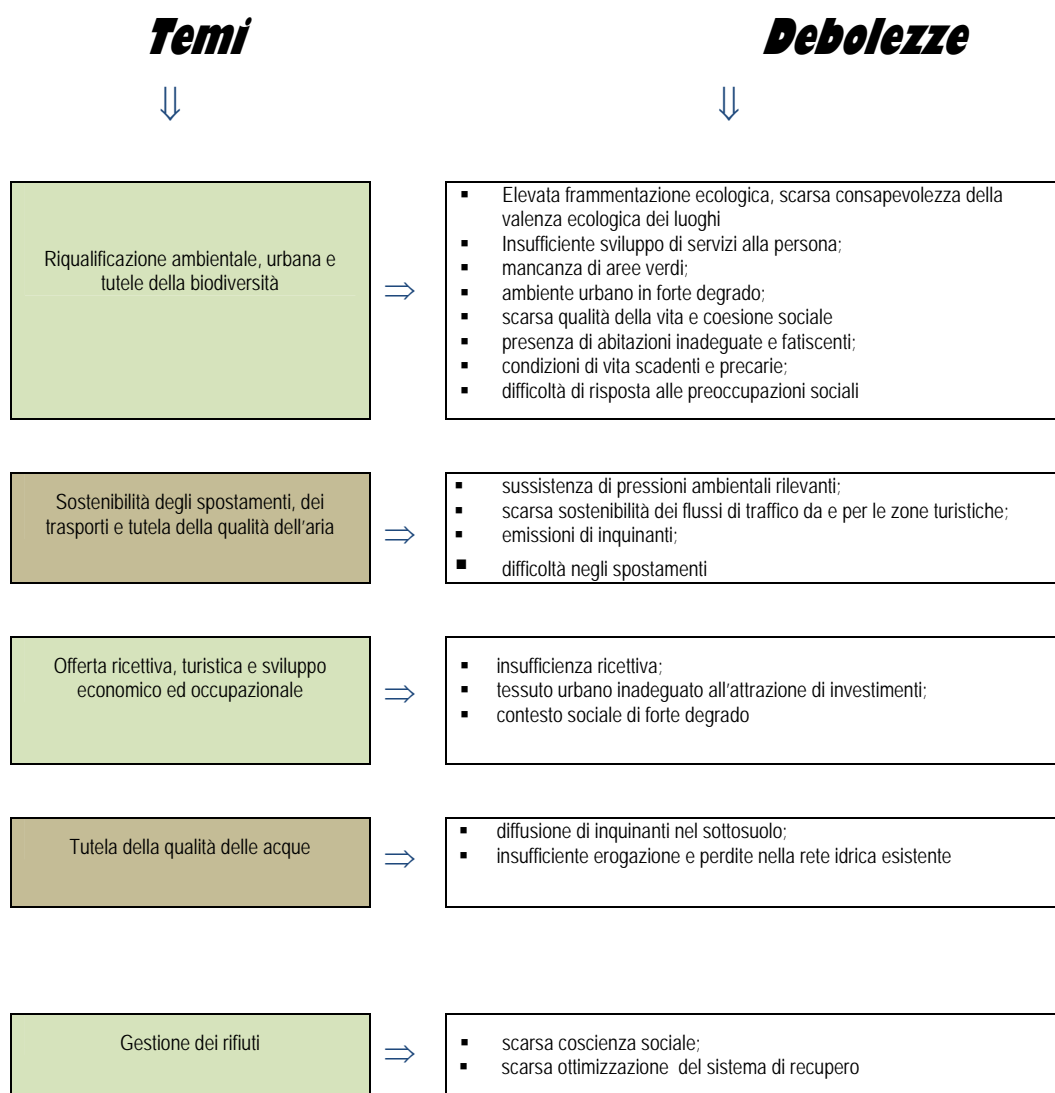 Temi
Debolezze
⇓
⇓
Riqualificazione ambientale, urbana e
tutele della biodiversità
⇒
▪ Elevata frammentazione ecologica, scarsa consapevolezza della
valenza ecologica dei luoghi
▪ Insufficiente sviluppo di servizi alla persona;
▪ mancanza di aree verdi;
▪ ambiente urbano in forte degrado;
▪ scarsa qualità della vita e coesione sociale
▪ presenza di abitazioni inadeguate e fatiscenti;
▪ condizioni di vita scadenti e precarie;
▪ difficoltà di risposta alle preoccupazioni sociali
Sostenibilità degli spostamenti, dei
trasporti e tutela della qualità dell'aria
⇒
▪ sussistenza di pressioni ambientali rilevanti;
▪ scarsa sostenibilità dei flussi di traffico da e per le zone turistiche;
▪ emissioni di inquinanti;
▪ difficoltà negli spostamenti
Offerta ricettiva, turistica e sviluppo
economico ed occupazionale
⇒
▪ insufficienza ricettiva;
▪ tessuto urbano inadeguato all'attrazione di investimenti;
▪ contesto sociale di forte degrado
Tutela della qualità delle acque
⇒
▪ diffusione di inquinanti nel sottosuolo;
▪ insufficiente erogazione e perdite nella rete idrica esistente
Gestione dei rifiuti
⇒
▪ scarsa coscienza sociale;
▪ scarsa ottimizzazione del sistema di recupero